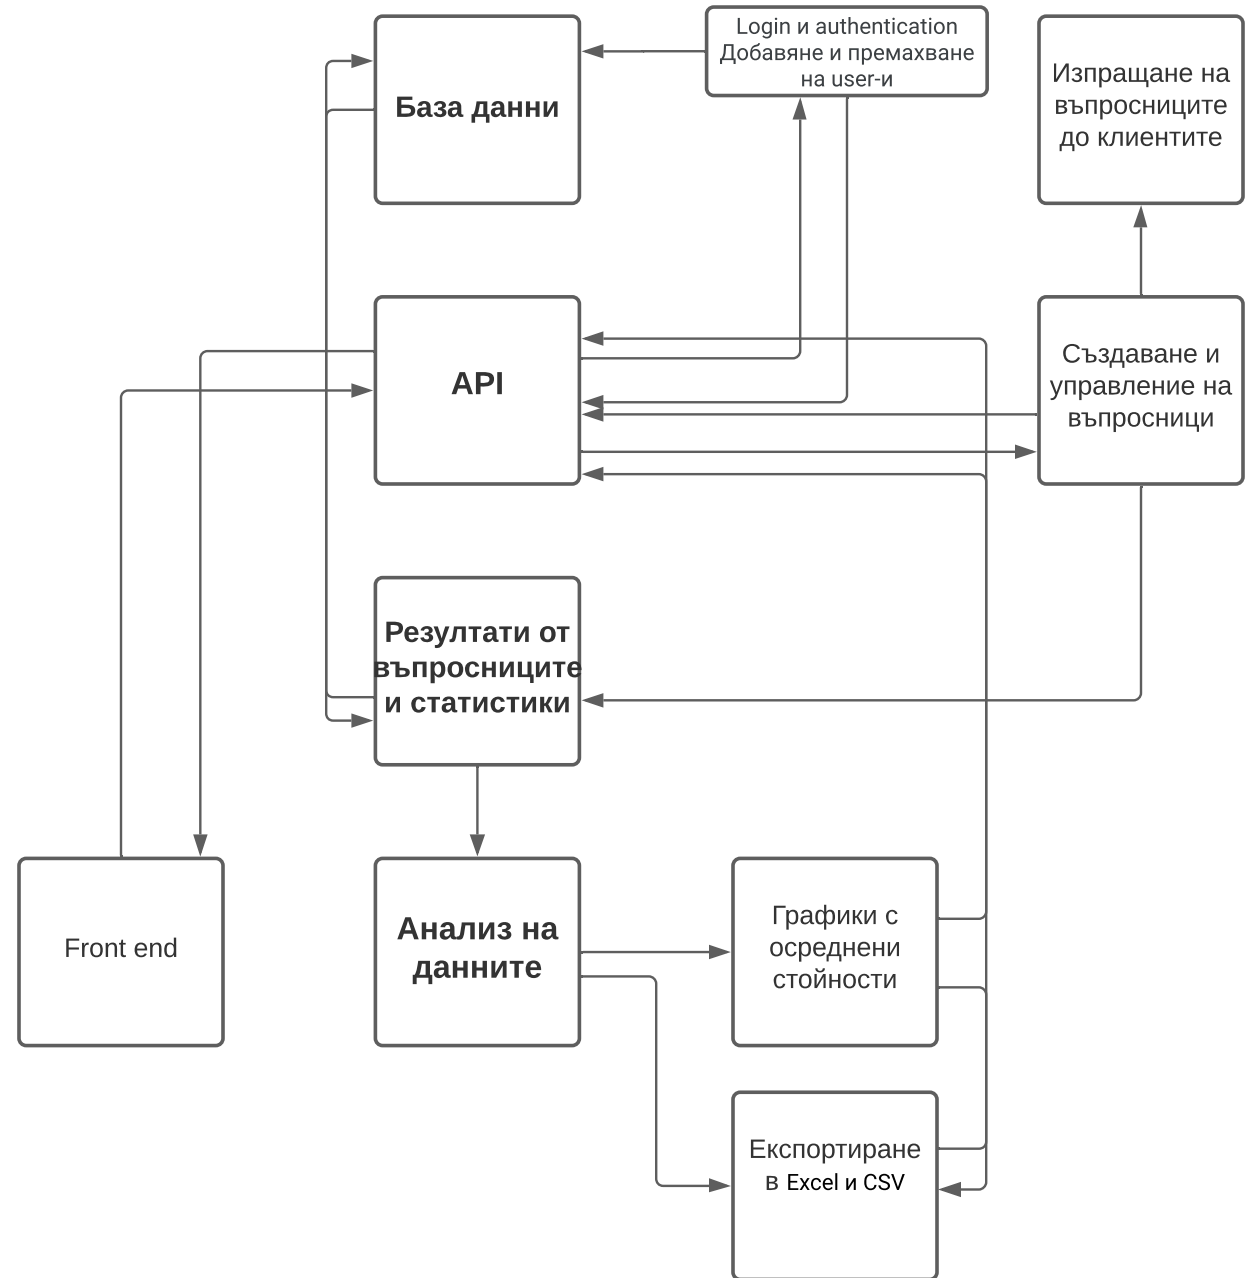 База данни
Login и authentication
Добавяне и премахване
на user-и
Изпращане на
въпросниците
до клиентите
API
Създаване и
управление на
въпросници
Резултати от
въпросниците
и статистики
Front end
Анализ на
данните
Графики с
осреднени
стойности
Експортиране
в Excel и CSV